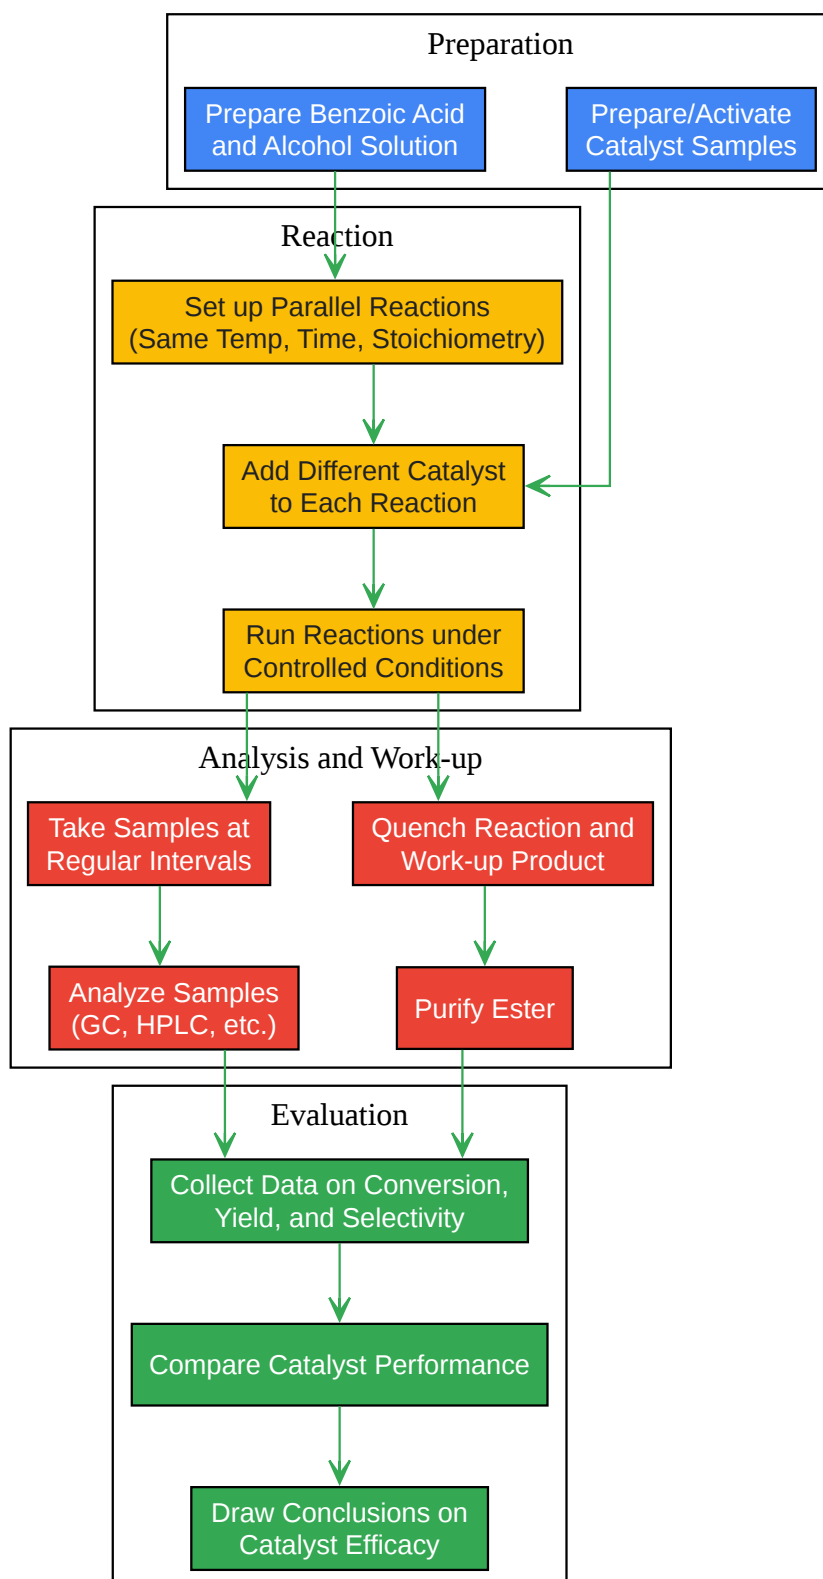 Preparation
Prepare Benzoic Acid
and Alcohol Solution
Prepare/Activate
Catalyst Samples
Reaction
Set up Parallel Reactions
(Same Temp, Time, Stoichiometry)
Add Different Catalyst
to Each Reaction
Run Reactions under
Controlled Conditions
Analysis and Work-up
Take Samples at
Regular Intervals
Quench Reaction and
Work-up Product
Analyze Samples
(GC, HPLC, etc.)
Purify Ester
Evaluation
Collect Data on Conversion,
Yield, and Selectivity
Compare Catalyst Performance
Draw Conclusions on
Catalyst Efficacy